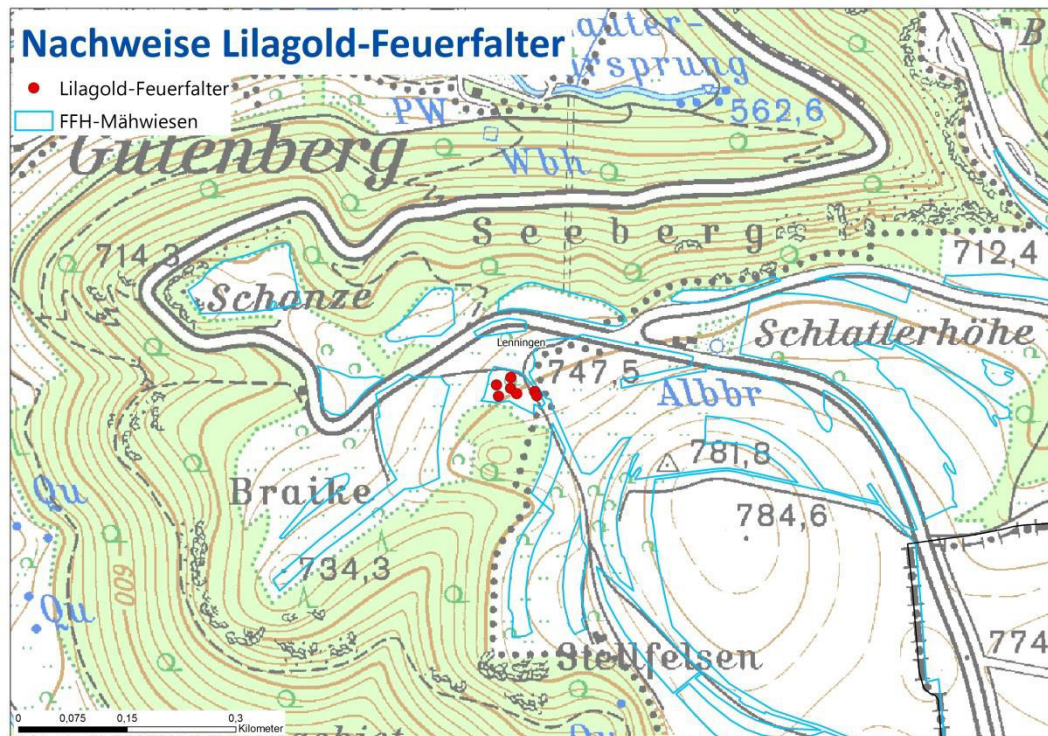 Nachweise Lilagold-Feuerfalter
Lilagold-Feuerfalter
FFH-Mähwiesen
auter-
rsprung
562,6
B
PW
Wbh
Gutenberg
Seeberg
714,3
712,4
Schanze
Schlatterhöhe
Lenningen
747,5
Albbr
781,8
Braike
Qu
784,6
734,3
600
Qu
Stellfelsen
774
0 0,075 0,15 0,3
Kilometer
Qu